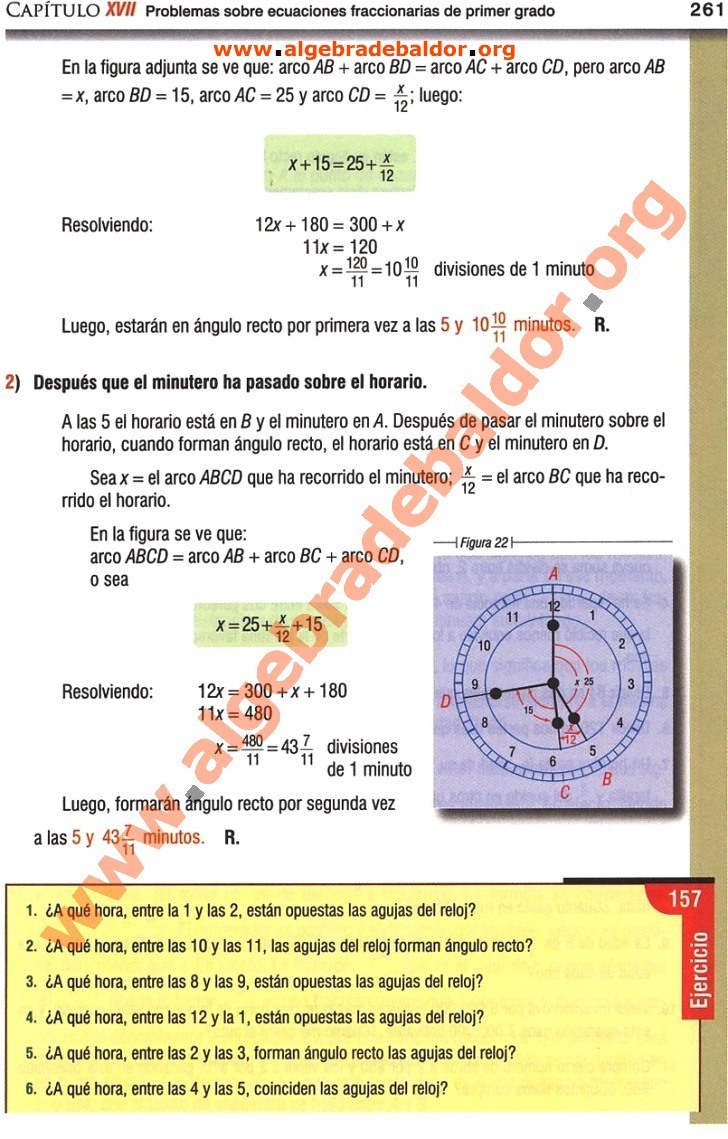 CAPÍTULO XVII Problemas sobre ecuaciones fraccionarias de primer grado 261
www.algebradebaldor.org
En la figura adjunta se ve que: arco AB + arco BD = arco AC + arco CD, pero arco AB
= x, arco BD = 15, arco AC = 25 y arco CD = x/12; luego:
x + 15 = 25 + x/12
Resolviendo: 12x + 180 = 300 + x
11x = 120
x = 120/11 = 10 10/11 divisiones de 1 minuto
Luego, estarán en ángulo recto por primera vez a las 5 y 10 10/11 minutos. R.
2) Después que el minutero ha pasado sobre el horario.
A las 5 el horario está en B y el minutero en A. Después de pasar el minutero sobre el
horario, cuando forman ángulo recto, el horario está en C y el minutero en D.
Sea x = el arco ABCD que ha recorrido el minutero; x/12 = el arco BC que ha reco-
rrido el horario.
En la figura se ve que:
arco ABCD = arco AB + arco BC + arco CD,
o sea
x = 25 + x/12 + 15
Resolviendo: 12x = 300 + x + 180
11x = 480
x = 480/11 = 43 7/11 divisiones
de 1 minuto
Luego, formarán ángulo recto por segunda vez
a las 5 y 43 7/11 minutos. R.
Figura 22
A
12
11 1
10 2
9 x 25 3
D
15
8 x/12 4
7 5
6
B
C
www.algebradebaldor.org
157
Ejercicio
1. ¿A qué hora, entre la 1 y las 2, están opuestas las agujas del reloj?
2. ¿A qué hora, entre las 10 y las 11, las agujas del reloj forman ángulo recto?
3. ¿A qué hora, entre las 8 y las 9, están opuestas las agujas del reloj?
4. ¿A qué hora, entre las 12 y la 1, están opuestas las agujas del reloj?
5. ¿A qué hora, entre las 2 y las 3, forman ángulo recto las agujas del reloj?
6. ¿A qué hora, entre las 4 y las 5, coinciden las agujas del reloj?